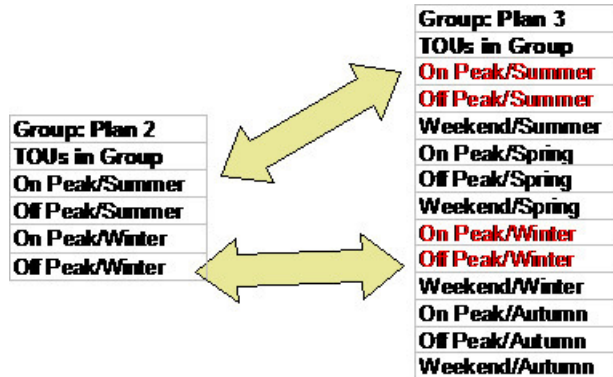 Group: Plan 2
TOUs in Group
On Peak/Summer
Off Peak/Summer
On Peak/Winter
Off Peak/Winter
Group: Plan 3
TOUs in Group
On Peak/Summer
Off Peak/Summer
Weekend/Summer
On Peak/Spring
Off Peak/Spring
Weekend/Spring
On Peak/Winter
Off Peak/Winter
Weekend/Winter
On Peak/Autumn
Off Peak/Autumn
Weekend/Autumn